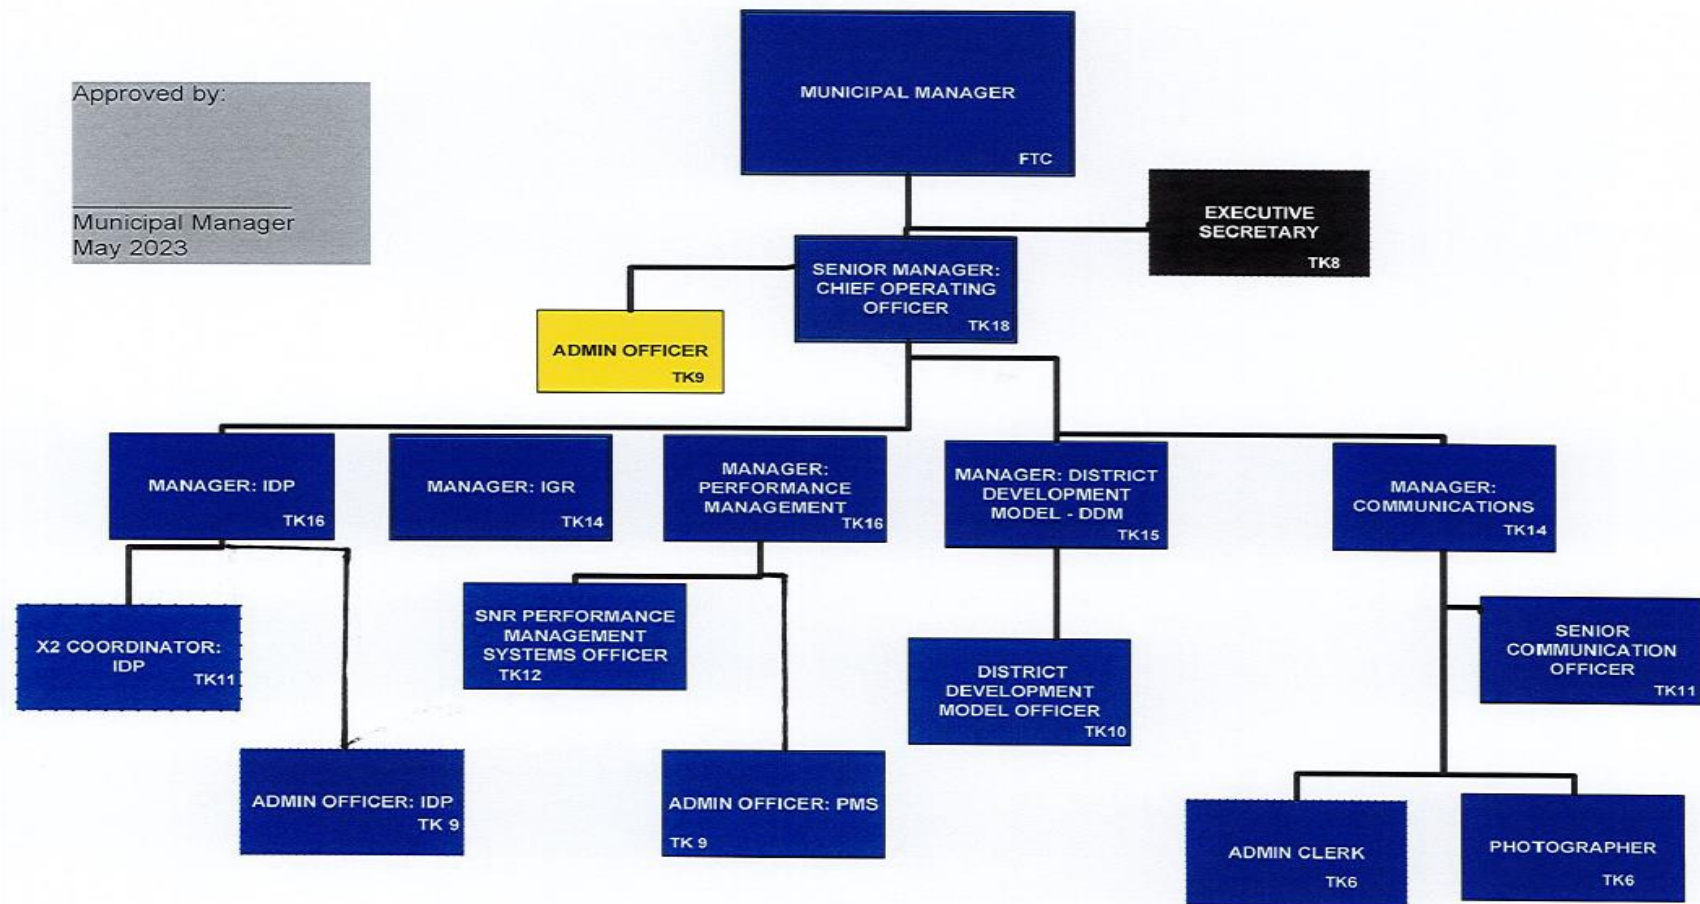 Approved by:
Municipal Manager
May 2023
MUNICIPAL MANAGER
FTC
EXECUTIVE
SECRETARY
TK8
SENIOR MANAGER:
CHIEF OPERATING
OFFICER
TK18
ADMIN OFFICER
TK9
MANAGER: IDP
TK16
MANAGER: IGR
TK14
MANAGER:
PERFORMANCE
MANAGEMENT
TK16
MANAGER: DISTRICT
DEVELOPMENT
MODEL - DDM
TK15
MANAGER:
COMMUNICATIONS
TK14
X2 COORDINATOR:
IDP
TK11
SNR PERFORMANCE
MANAGEMENT
SYSTEMS OFFICER
TK12
DISTRICT
DEVELOPMENT
MODEL OFFICER
TK10
SENIOR
COMMUNICATION
OFFICER
TK11
ADMIN OFFICER: IDP
TK 9
ADMIN OFFICER: PMS
TK 9
ADMIN CLERK
TK6
PHOTOGRAPHER
TK6